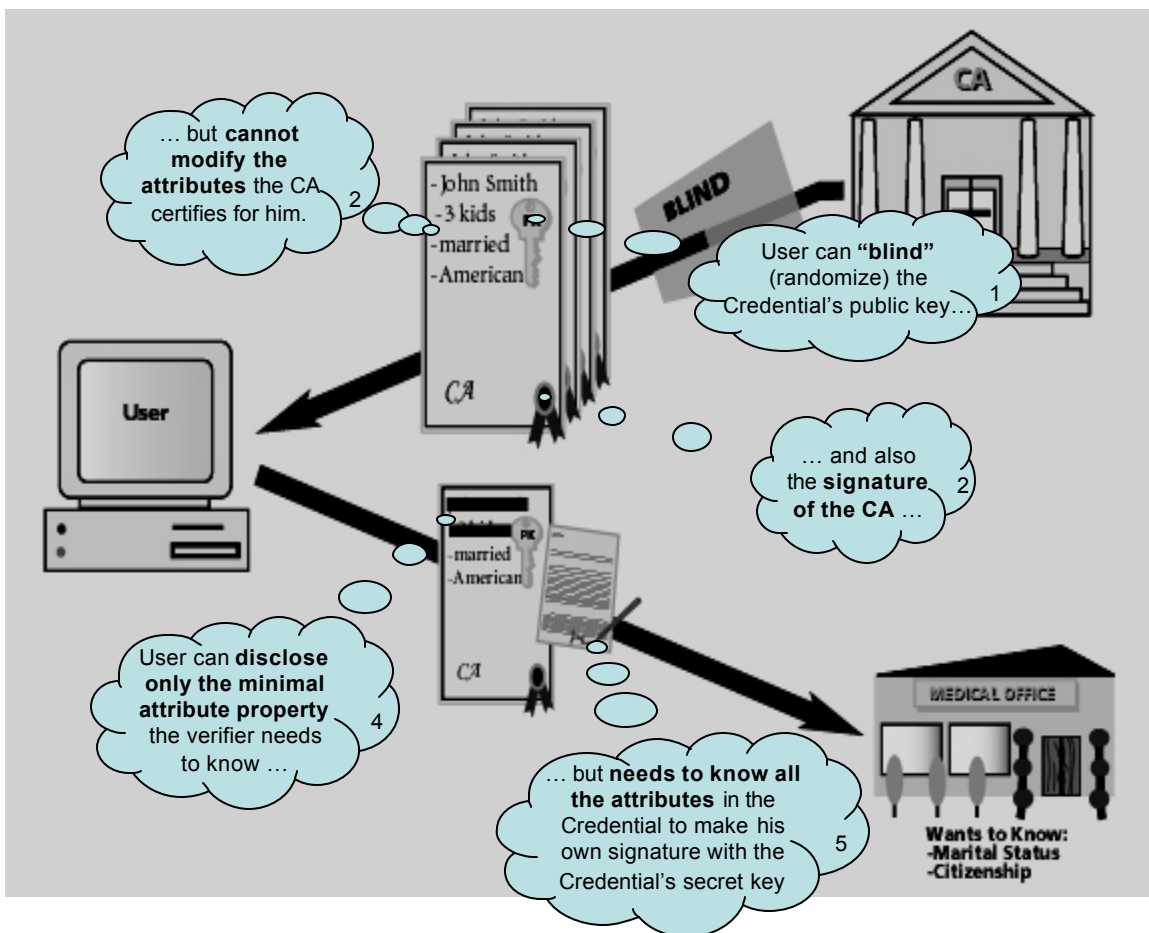 CA
… but cannot
modify the
attributes the CA
certifies for him.
2
-John Smith
-3 kids
-married
-American
PK
CA
BLIND
User can “blind”
(randomize) the
Credential's public key…
1
User
… and also
the signature
of the CA …
2
PK
-married
-American
CA
User can disclose
only the minimal
attribute property
the verifier needs
to know …
4
MEDICAL OFFICE
… but needs to know all
the attributes in the
Credential to make his
own signature with the
Credential's secret key
5
Wants to Know:
-Marital Status
-Citizenship